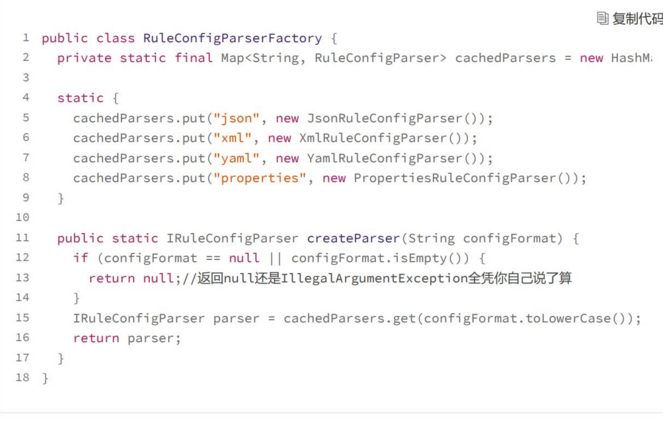 复制代码
1 public class RuleConfigParserFactory {
2   private static final Map<String, RuleConfigParser> cachedParsers = new
3
4   static {
5     cachedParsers.put("json", new JsonRuleConfigParser());
6     cachedParsers.put("xml", new XmlRuleConfigParser());
7     cachedParsers.put("yaml", new YamlRuleConfigParser());
8     cachedParsers.put("properties", new PropertiesRuleConfigParser());
9   }
10
11   public static IRuleConfigParser createParser(String configFormat) {
12     if (configFormat == null || configFormat.isEmpty()) {
13       return null;//返回null还是IllegalArgumentException全凭你自己说了算
14     }
15     IRuleConfigParser parser = cachedParsers.get(configFormat.toLowerCase());
16     return parser;
17   }
18 }